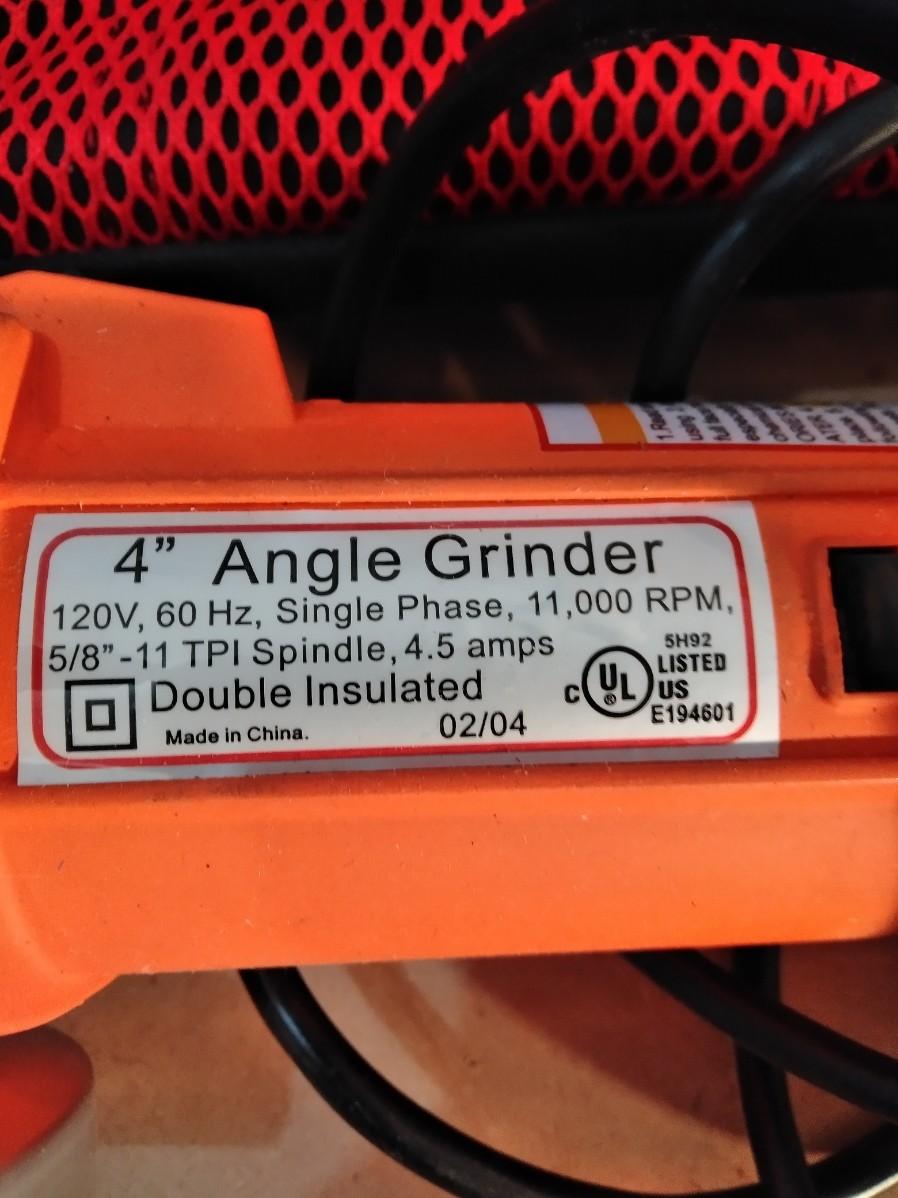 4” Angle Grinder
120V, 60 Hz, Single Phase, 11,000 RPM,
5/8”-11 TPI Spindle, 4.5 amps
Double Insulated
Made in China.
02/04
C UL ® US
5H92
LISTED
E194601